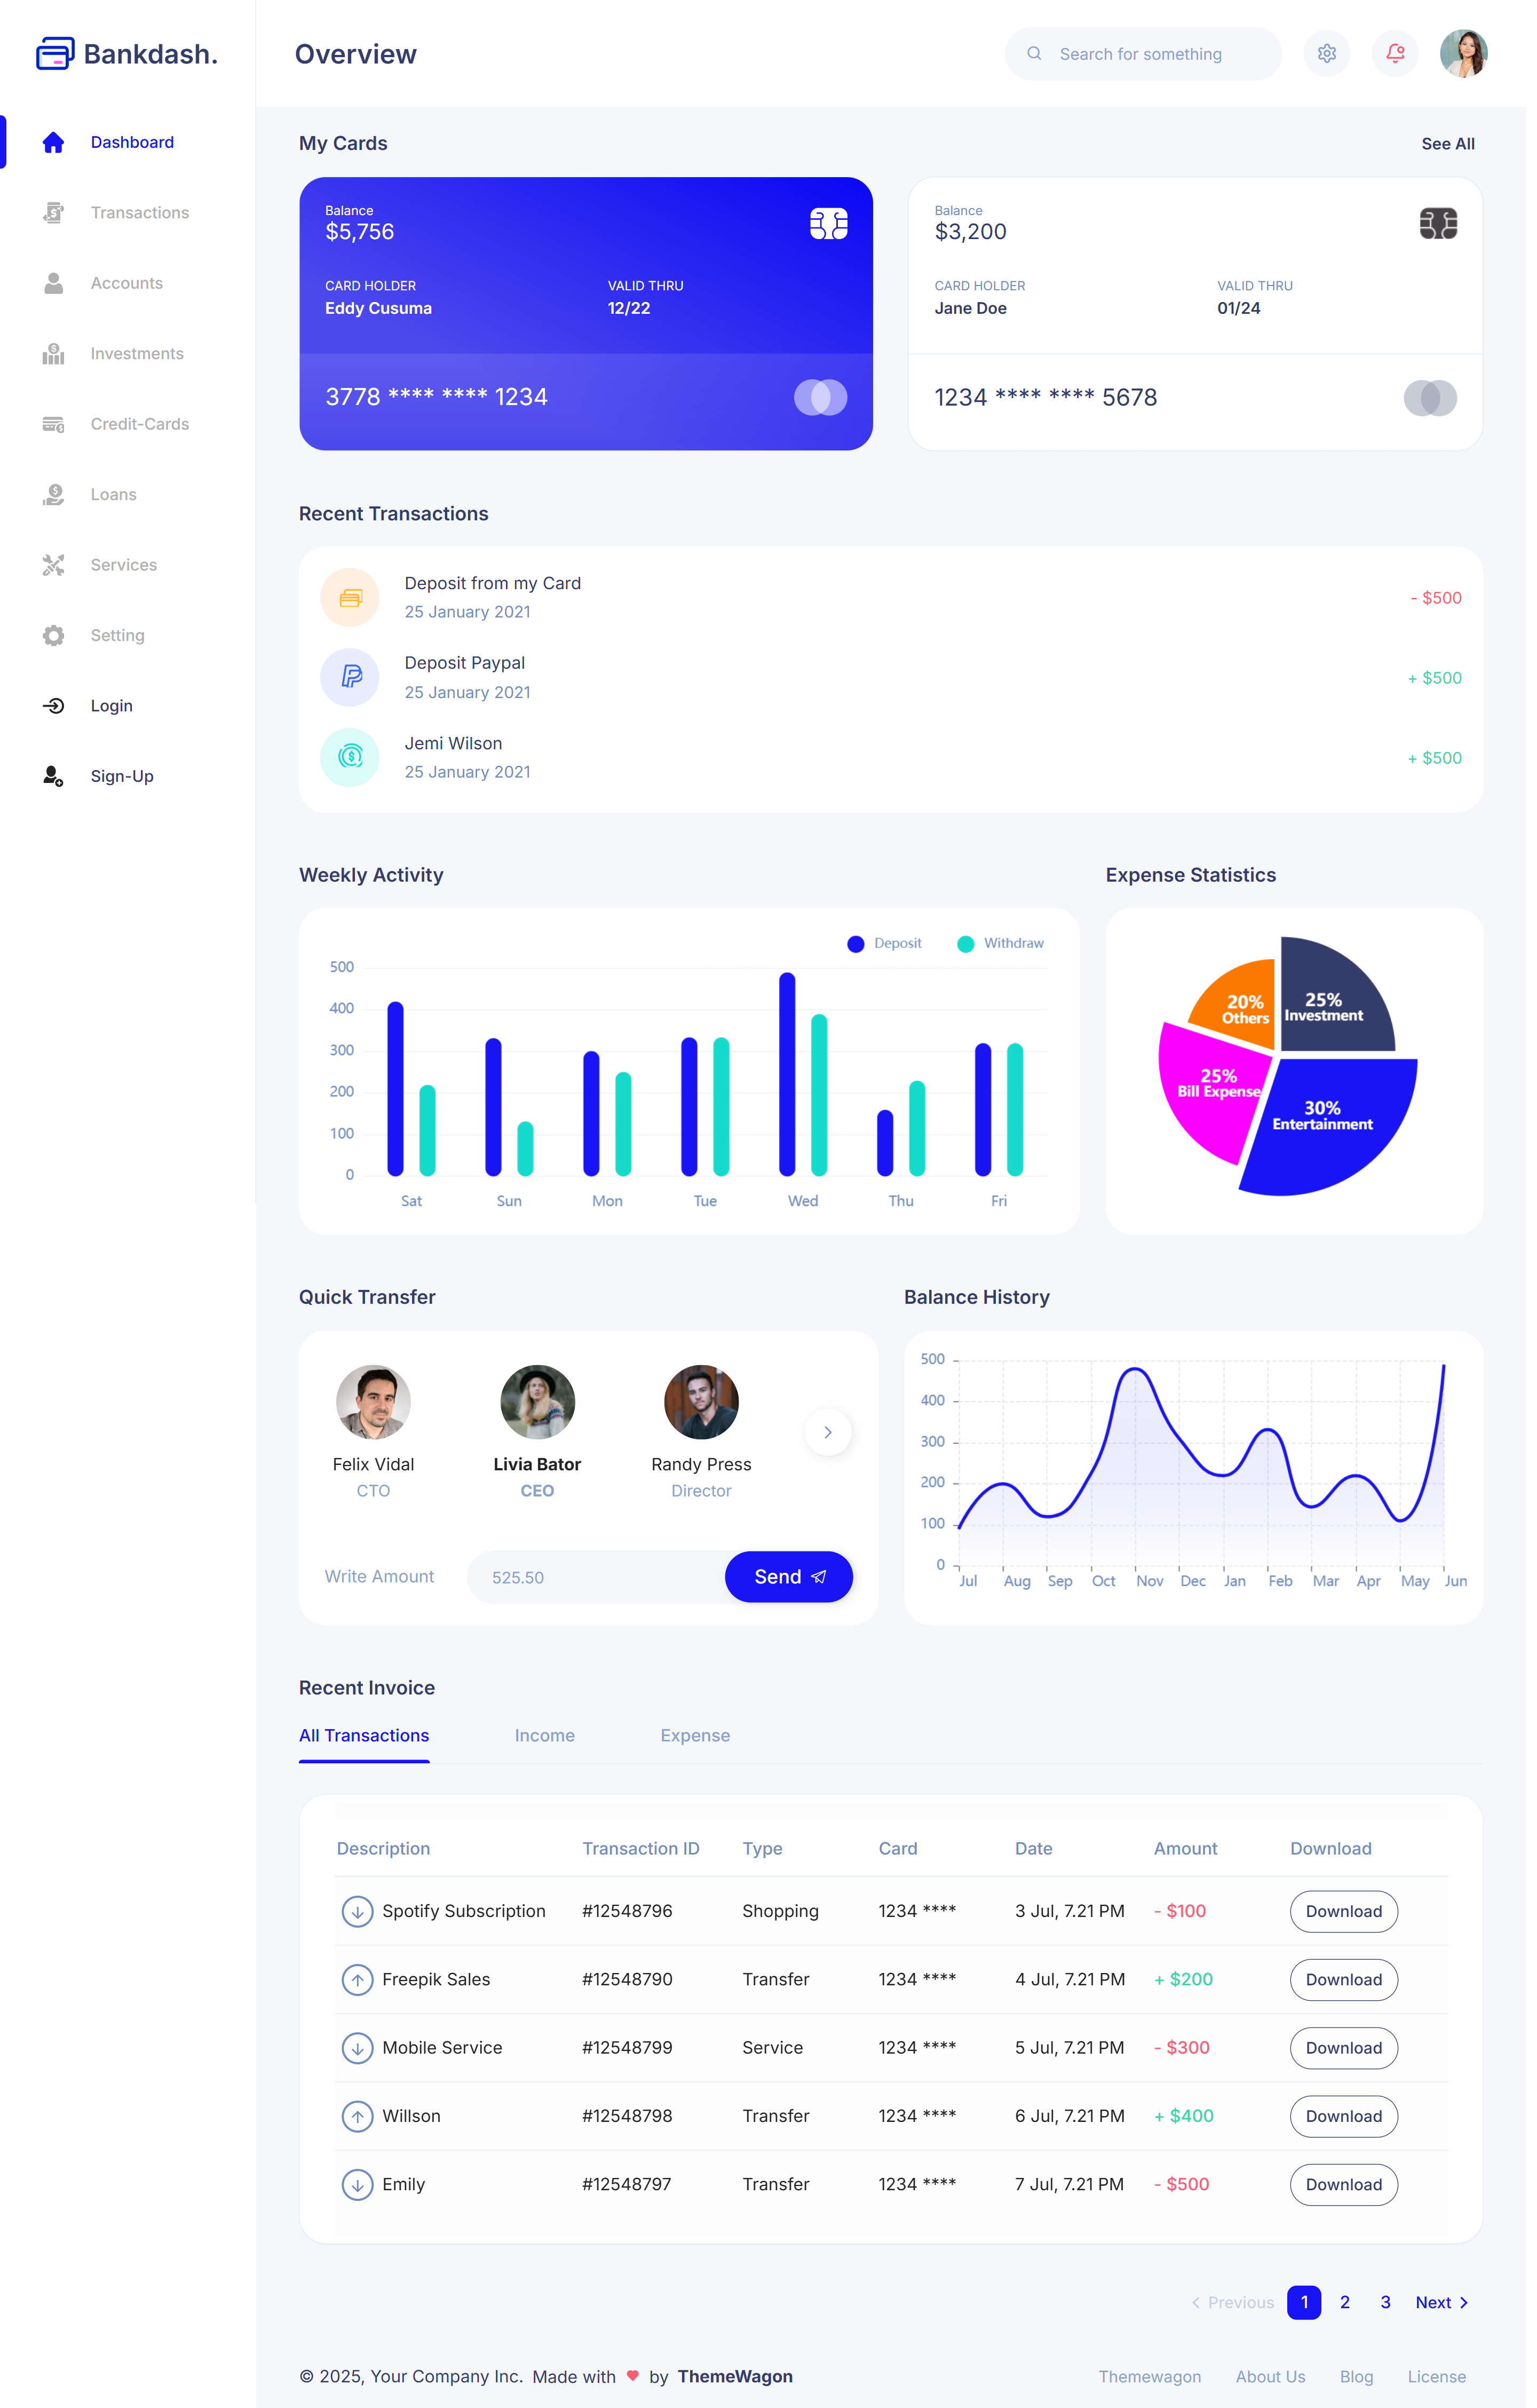 Bankdash.
Overview
Search for something
Dashboard
Transactions
Accounts
Investments
Credit-Cards
Loans
Services
Setting
Login
Sign-Up
My Cards
See All
Balance
$5,756
CARD HOLDER
VALID THRU
Eddy Cusuma
12/22
3778 **** **** 1234
Balance
$3,200
CARD HOLDER
VALID THRU
Jane Doe
01/24
1234 **** **** 5678
Recent Transactions
Deposit from my Card
25 January 2021
- $500
Deposit Paypal
25 January 2021
+ $500
Jemi Wilson
25 January 2021
+ $500
Weekly Activity
Deposit
Withdraw
500
400
300
200
100
0
Sat
Sun
Mon
Tue
Wed
Thu
Fri
Expense Statistics
20%
Others
25%
Investment
25%
Bill Expense
30%
Entertainment
Quick Transfer
Felix Vidal
CTO
Livia Bator
CEO
Randy Press
Director
Write Amount
525.50
Send
Balance History
500
400
300
200
100
0
Jul
Aug
Sep
Oct
Nov
Dec
Jan
Feb
Mar
Apr
May
Jun
Recent Invoice
All Transactions
Income
Expense
Description Transaction ID Type Card Date Amount Download
Spotify Subscription #12548796 Shopping 1234 **** 3 Jul, 7.21 PM - $100 Download
Freepik Sales #12548790 Transfer 1234 **** 4 Jul, 7.21 PM + $200 Download
Mobile Service #12548799 Service 1234 **** 5 Jul, 7.21 PM - $300 Download
Willson #12548798 Transfer 1234 **** 6 Jul, 7.21 PM + $400 Download
Emily #12548797 Transfer 1234 **** 7 Jul, 7.21 PM - $500 Download
Previous 1 2 3 Next
© 2025, Your Company Inc. Made with ♥ by ThemeWagon
Themewagon About Us Blog License